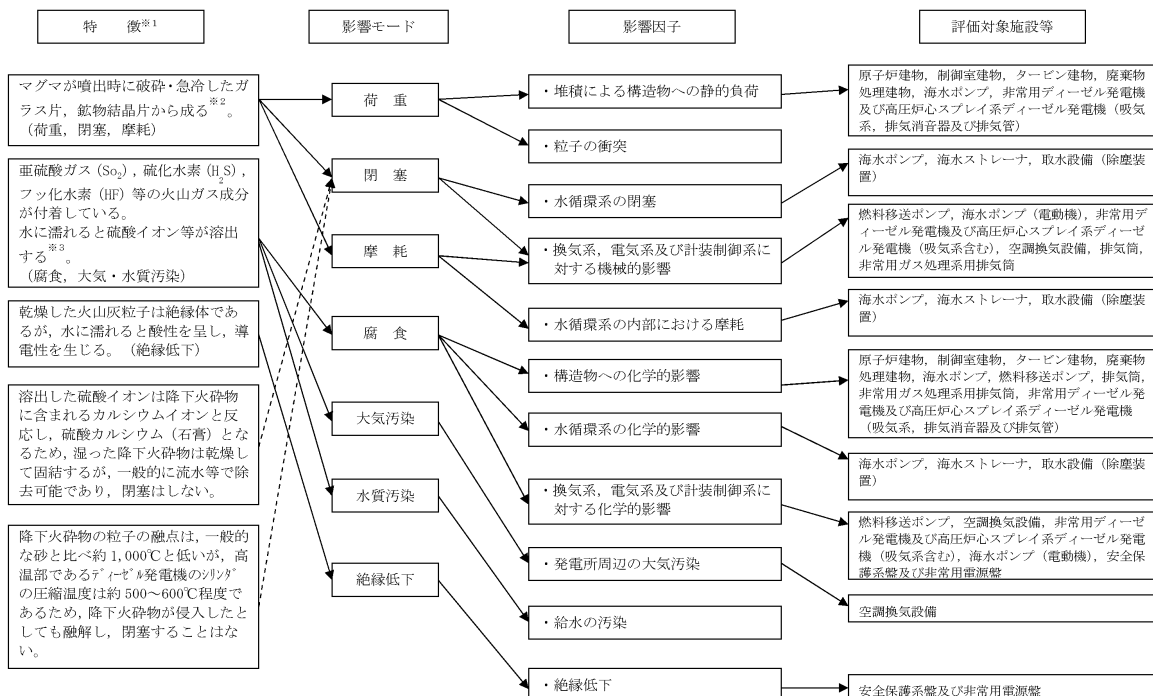 特　徴※1
影響モード
影響因子
評価対象施設等
マグマが噴出時に破砕・急冷したガ
ラス片，鉱物結晶片から成る※2。
（荷重，閉塞，摩耗）
亜硫酸ガス（So2），硫化水素（H2S），
フッ化水素（HF）等の火山ガス成分
が付着している。
水に濡れると硫酸イオン等が溶出
する※3。
（腐食，大気・水質汚染）
乾燥した火山灰粒子は絶縁体であ
るが，水に濡れると酸性を呈し，導
電性を生じる。（絶縁低下）
溶出した硫酸イオンは降下火砕物
に含まれるカルシウムイオンと反
応し，硫酸カルシウム（石膏）とな
るため，湿った降下火砕物は乾燥し
て固結するが，一般的に流水等で除
去可能であり，閉塞はしない。
降下火砕物の粒子の融点は，一般的
な砂と比べ約1,000℃と低いが，高
温部であるﾃﾞｨｰｾﾞﾙ発電機のｼﾘﾝﾀﾞ
の圧縮温度は約500～600℃程度で
あるため，降下火砕物が侵入したと
しても融解し，閉塞することはな
い。
荷　重
閉　塞
摩　耗
腐　食
大気汚染
水質汚染
絶縁低下
・堆積による構造物への静的負荷
・粒子の衝突
・水循環系の閉塞
・換気系，電気系及び計装制御系に
対する機械的影響
・水循環系の内部における摩耗
・構造物への化学的影響
・水循環系の化学的影響
・換気系，電気系及び計装制御系に
対する化学的影響
・発電所周辺の大気汚染
・給水の汚染
・絶縁低下
原子炉建物，制御室建物，タービン建物，廃棄物
処理建物，海水ポンプ，非常用ディーゼル発電機
及び高圧炉心スプレイ系ディーゼル発電機（吸気
系，排気消音器及び排気管）
海水ポンプ，海水ストレーナ，取水設備（除塵装
置）
燃料移送ポンプ，海水ポンプ（電動機），非常用デ
ィーゼル発電機及び高圧炉心スプレイ系ディーゼ
ル発電機（吸気系含む），空調換気設備，排気筒，
非常用ガス処理系用排気筒
海水ポンプ，海水ストレーナ，取水設備（除塵装
置）
原子炉建物，制御室建物，タービン建物，廃棄物
処理建物，海水ポンプ，燃料移送ポンプ，排気筒，
非常用ガス処理系用排気筒，非常用ディーゼル発
電機及び高圧炉心スプレイ系ディーゼル発電機
（吸気系，排気消音器及び排気管）
海水ポンプ，海水ストレーナ，取水設備（除塵装
置）
燃料移送ポンプ，空調換気設備，非常用ディーゼ
ル発電機及び高圧炉心スプレイ系ディーゼル発電
機（吸気系含む），海水ポンプ（電動機），安全保
護系盤及び非常用電源盤
空調換気設備
安全保護系盤及び非常用電源盤